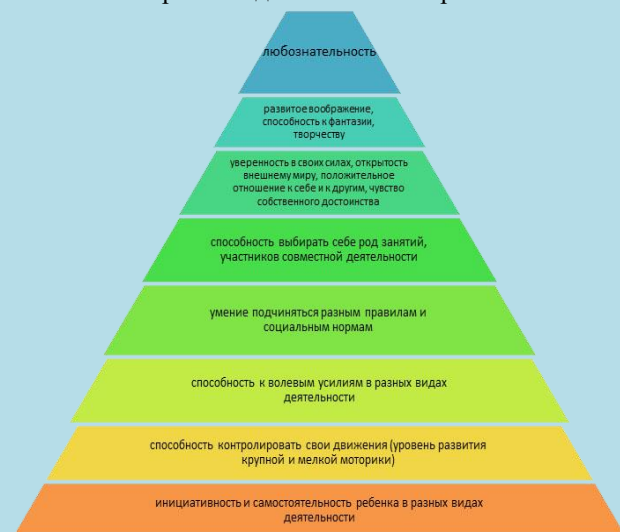 любознательность
развитое воображение,
способность к фантазии,
творчеству
уверенность в своих силах, открытость
внешнему миру, положительное
отношение к себе и к другим, чувство
собственного достоинства
способность выбирать себе род занятий,
участников совместной деятельности
умение подчиняться разным правилам и
социальным нормам
способность к волевым усилиям в разных видах
деятельности
способность контролировать свои движения (уровень развития
крупной и мелкой моторики)
инициативность и самостоятельность ребенка в разных видах
деятельности